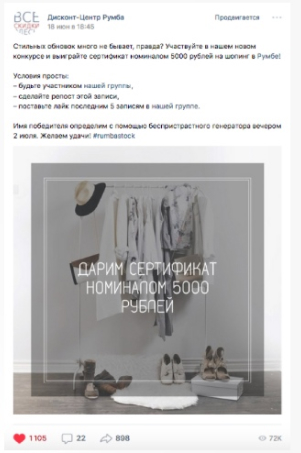 ВСЕ
СКИДКИ
Дисконт-Центр Румба
Продвигается
18 июн в 18:45
Стильных обновок много не бывает, правда? Участвуйте в нашем новом
конкурсе и выиграйте сертификат номиналом 5000 рублей на шопинг в Румбе!
Условия просты:
– будьте участником нашей группы,
– сделайте репост этой записи,
– поставьте лайк последним 5 записям в нашей группе.
Имя победителя определим с помощью беспристрастного генератора вечером
2 июля. Желаем удачи! #rumbastock
ДАРИМ СЕРТИФИКАТ
НОМИНАЛОМ 5000
РУБЛЕЙ
1105 22 898 72K